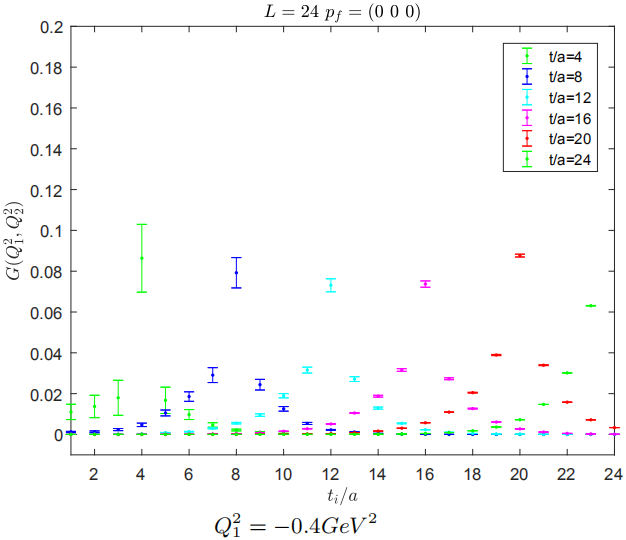 L = 24 p_f = (0 0 0)
0.2
0.18
0.16
0.14
0.12
0.1
0.08
0.06
0.04
0.02
0
G(Q_1^2, Q_2^2)
t/a=4
t/a=8
t/a=12
t/a=16
t/a=20
t/a=24
2 4 6 8 10 12 14 16 18 20 22 24
t_i/a
Q_1^2 = −0.4GeV^2